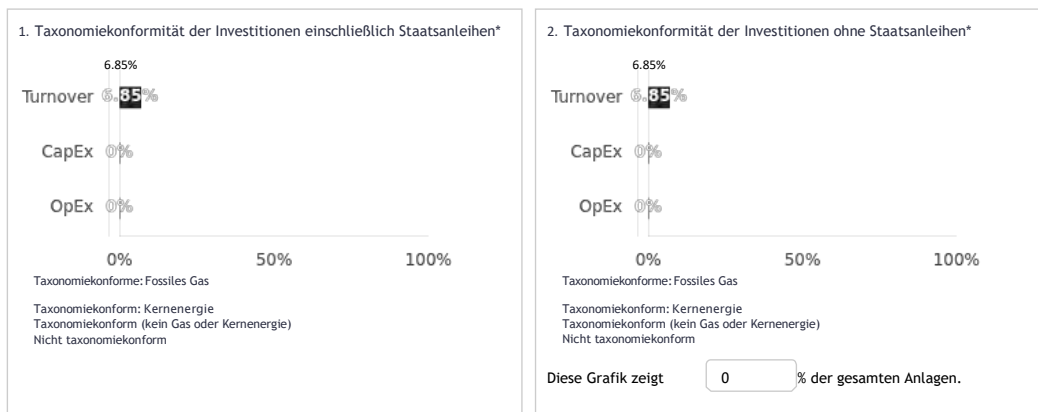 1. Taxonomiekonformität der Investitionen einschließlich Staatsanleihen*
6.85%
Turnover 6.85%
CapEx 0%
OpEx 0%
0% 50% 100%
Taxonomiekonforme: Fossiles Gas
Taxonomiekonform: Kernenergie
Taxonomiekonform (kein Gas oder Kernenergie)
Nicht taxonomiekonform
2. Taxonomiekonformität der Investitionen ohne Staatsanleihen*
6.85%
Turnover 6.85%
CapEx 0%
OpEx 0%
0% 50% 100%
Taxonomiekonforme: Fossiles Gas
Taxonomiekonform: Kernenergie
Taxonomiekonform (kein Gas oder Kernenergie)
Nicht taxonomiekonform
Diese Grafik zeigt 0 % der gesamten Anlagen.